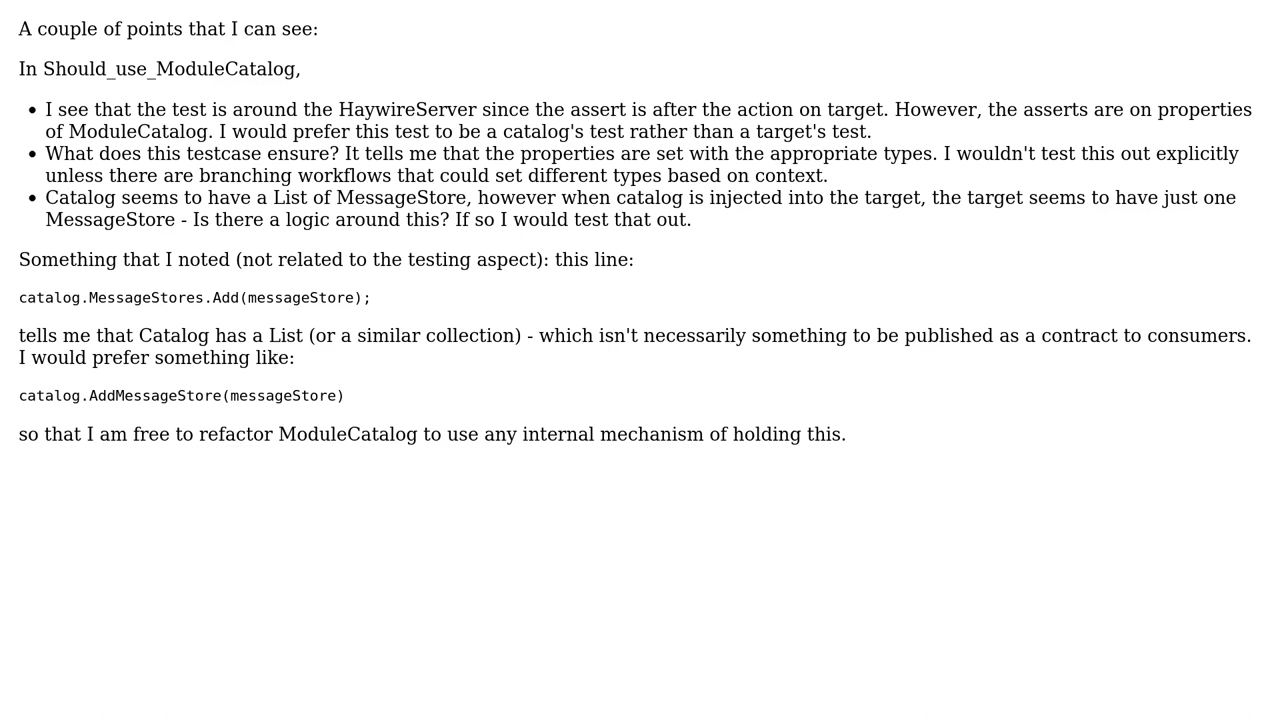 A couple of points that I can see:
In Should_use_ModuleCatalog,
• I see that the test is around the HaywireServer since the assert is after the action on target. However, the asserts are on properties
of ModuleCatalog. I would prefer this test to be a catalog's test rather than a target's test.
• What does this testcase ensure? It tells me that the properties are set with the appropriate types. I wouldn't test this out explicitly
unless there are branching workflows that could set different types based on context.
• Catalog seems to have a List of MessageStore, however when catalog is injected into the target, the target seems to have just one
MessageStore - Is there a logic around this? If so I would test that out.
Something that I noted (not related to the testing aspect): this line:
catalog.MessageStores.Add(messageStore);
tells me that Catalog has a List (or a similar collection) - which isn't necessarily something to be published as a contract to consumers.
I would prefer something like:
catalog.AddMessageStore(messageStore)
so that I am free to refactor ModuleCatalog to use any internal mechanism of holding this.